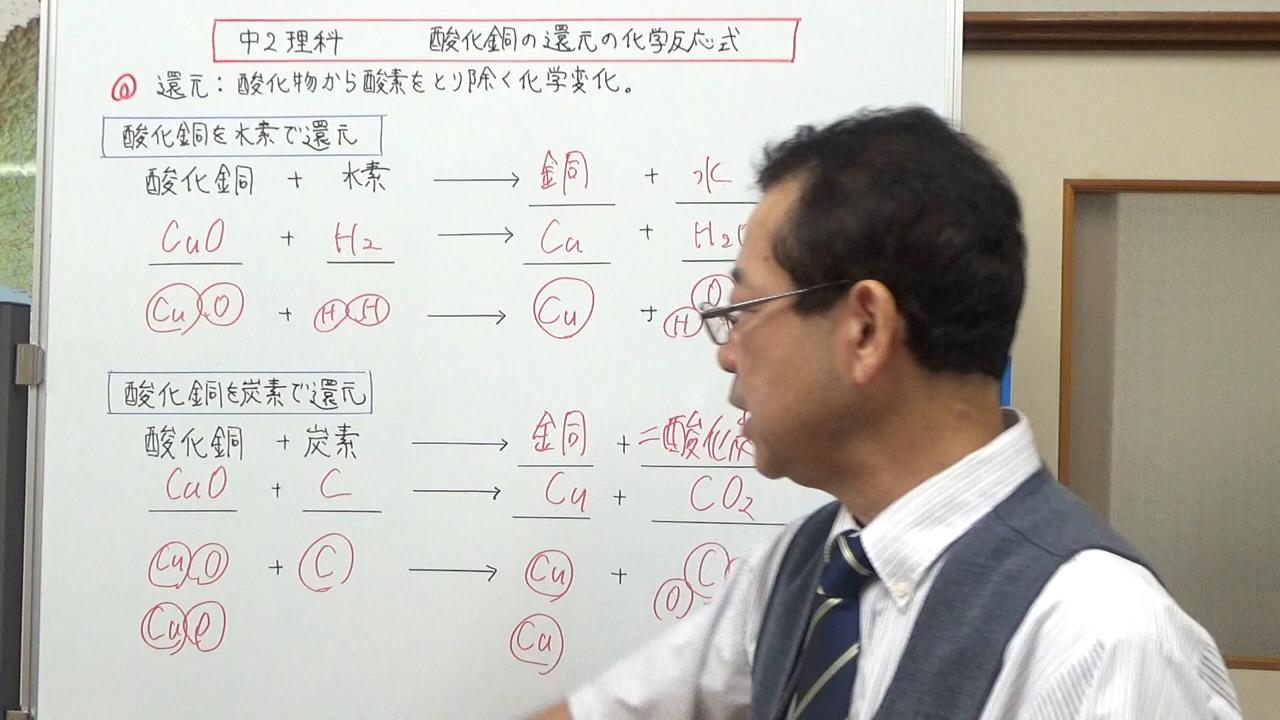 中2理科 酸化銅の還元の化学反応式
◎ 還元：酸化物から酸素をとり除く化学変化。
酸化銅を水素で還元
酸化銅 + 水素 → 銅 + 水
CuO + H2 → Cu + H2O
Cu O + H H → Cu + H O
酸化銅を炭素で還元
酸化銅 + 炭素 → 銅 + 二酸化炭
CuO + C → Cu + CO2
Cu O + C → Cu + O C
Cu O Cu